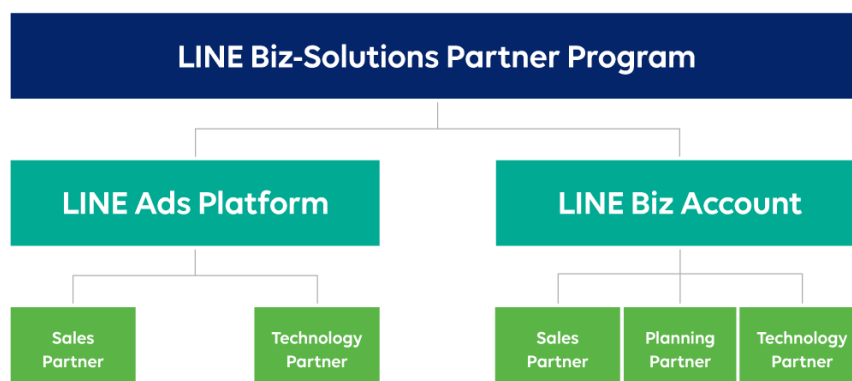 LINE Biz-Solutions Partner Program
LINE Ads Platform
LINE Biz Account
Sales
Partner
Technology
Partner
Sales
Partner
Planning
Partner
Technology
Partner